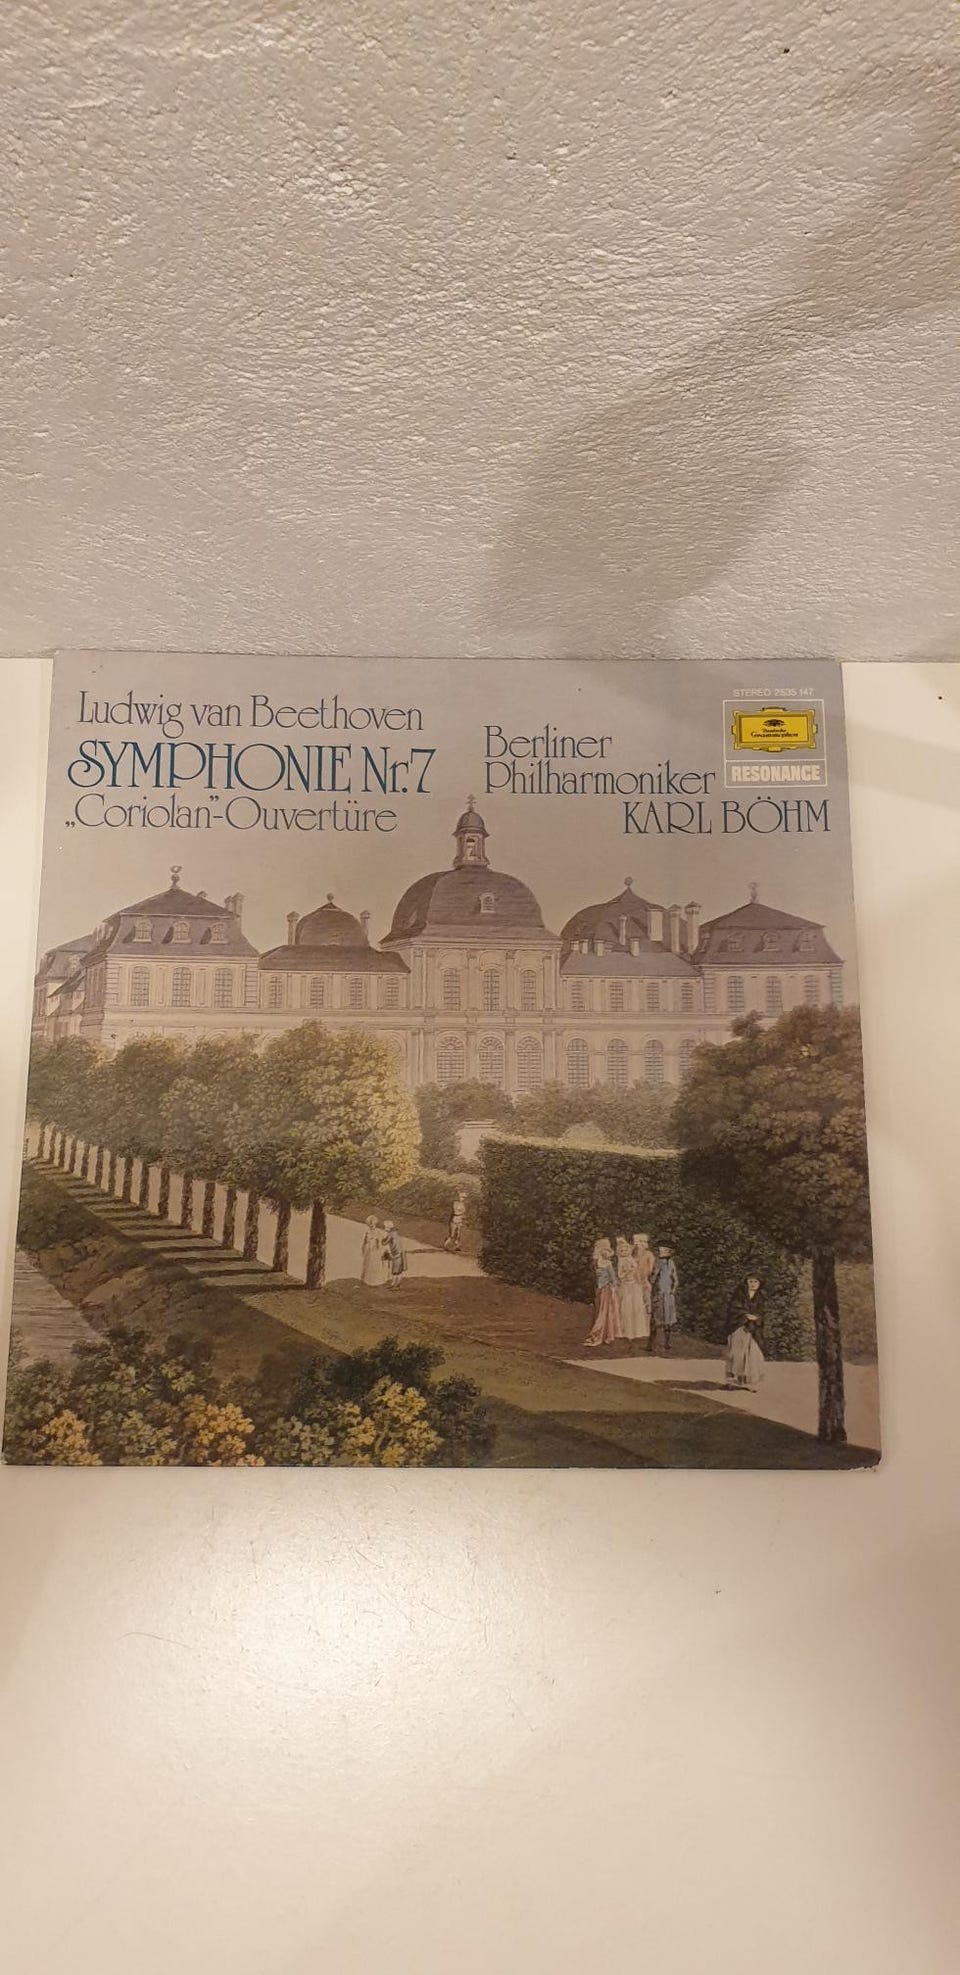 Ludwig van Beethoven
SYMPHONIE Nr. 7
„Coriolan”-Ouvertüre
Berliner
Philharmoniker
KARL BÖHM
STEREO 2535 147
Deutsche
Grammophon
RESONANCE